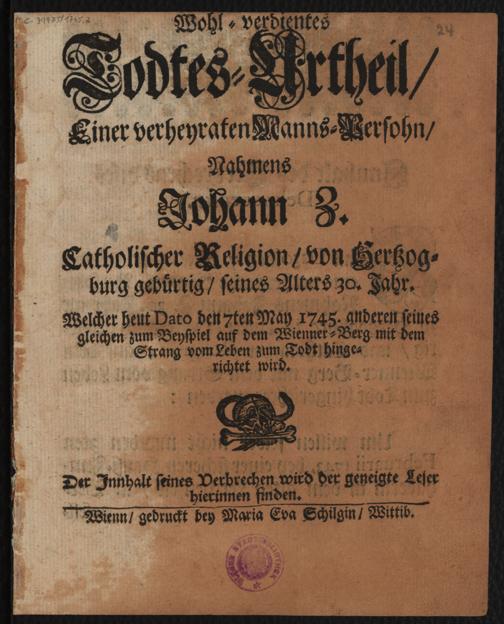 24
Wohl-verdientes
Todtes-Urtheil/
Einer verheyraten Manns-Persohn/
Nahmens
Johann Z.
Catholischer Religion/ von Hertzog-
burg gebürtig/ seines Alters 30. Jahr.
Welcher heut Dato den 7ten May 1745. anderen seines
gleichen zum Beyspiel auf dem Wienner-Berg mit dem
Strang vom Leben zum Todt hinge-
richtet wird.
Der Innhalt seines Verbrechen wird der geneigte Leser
hierinnen finden.
Wienn/ gedruckt bey Maria Eva Schilgin/ Wittib.